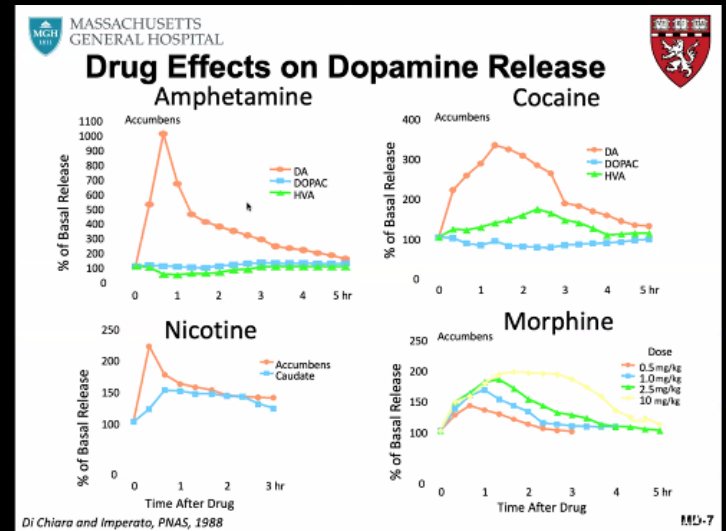 MGH
1811
MASSACHUSETTS
GENERAL HOSPITAL
Drug Effects on Dopamine Release
Amphetamine
Accumbens
% of Basal Release
1100
1000
900
800
700
600
500
400
300
200
100
0
DA
DOPAC
HVA
0 1 2 3 4 5 hr
Cocaine
Accumbens
% of Basal Release
400
300
200
100
0
DA
DOPAC
HVA
0 1 2 3 4 5 hr
Nicotine
% of Basal Release
250
200
150
100
0
Accumbens
Caudate
0 1 2 3 hr
Time After Drug
Morphine
Accumbens
% of Basal Release
250
200
150
100
0
Dose
0.5 mg/kg
1.0 mg/kg
2.5mg/kg
10 mg/kg
0 1 2 3 4 5 hr
Time After Drug
Di Chiara and Imperato, PNAS, 1988